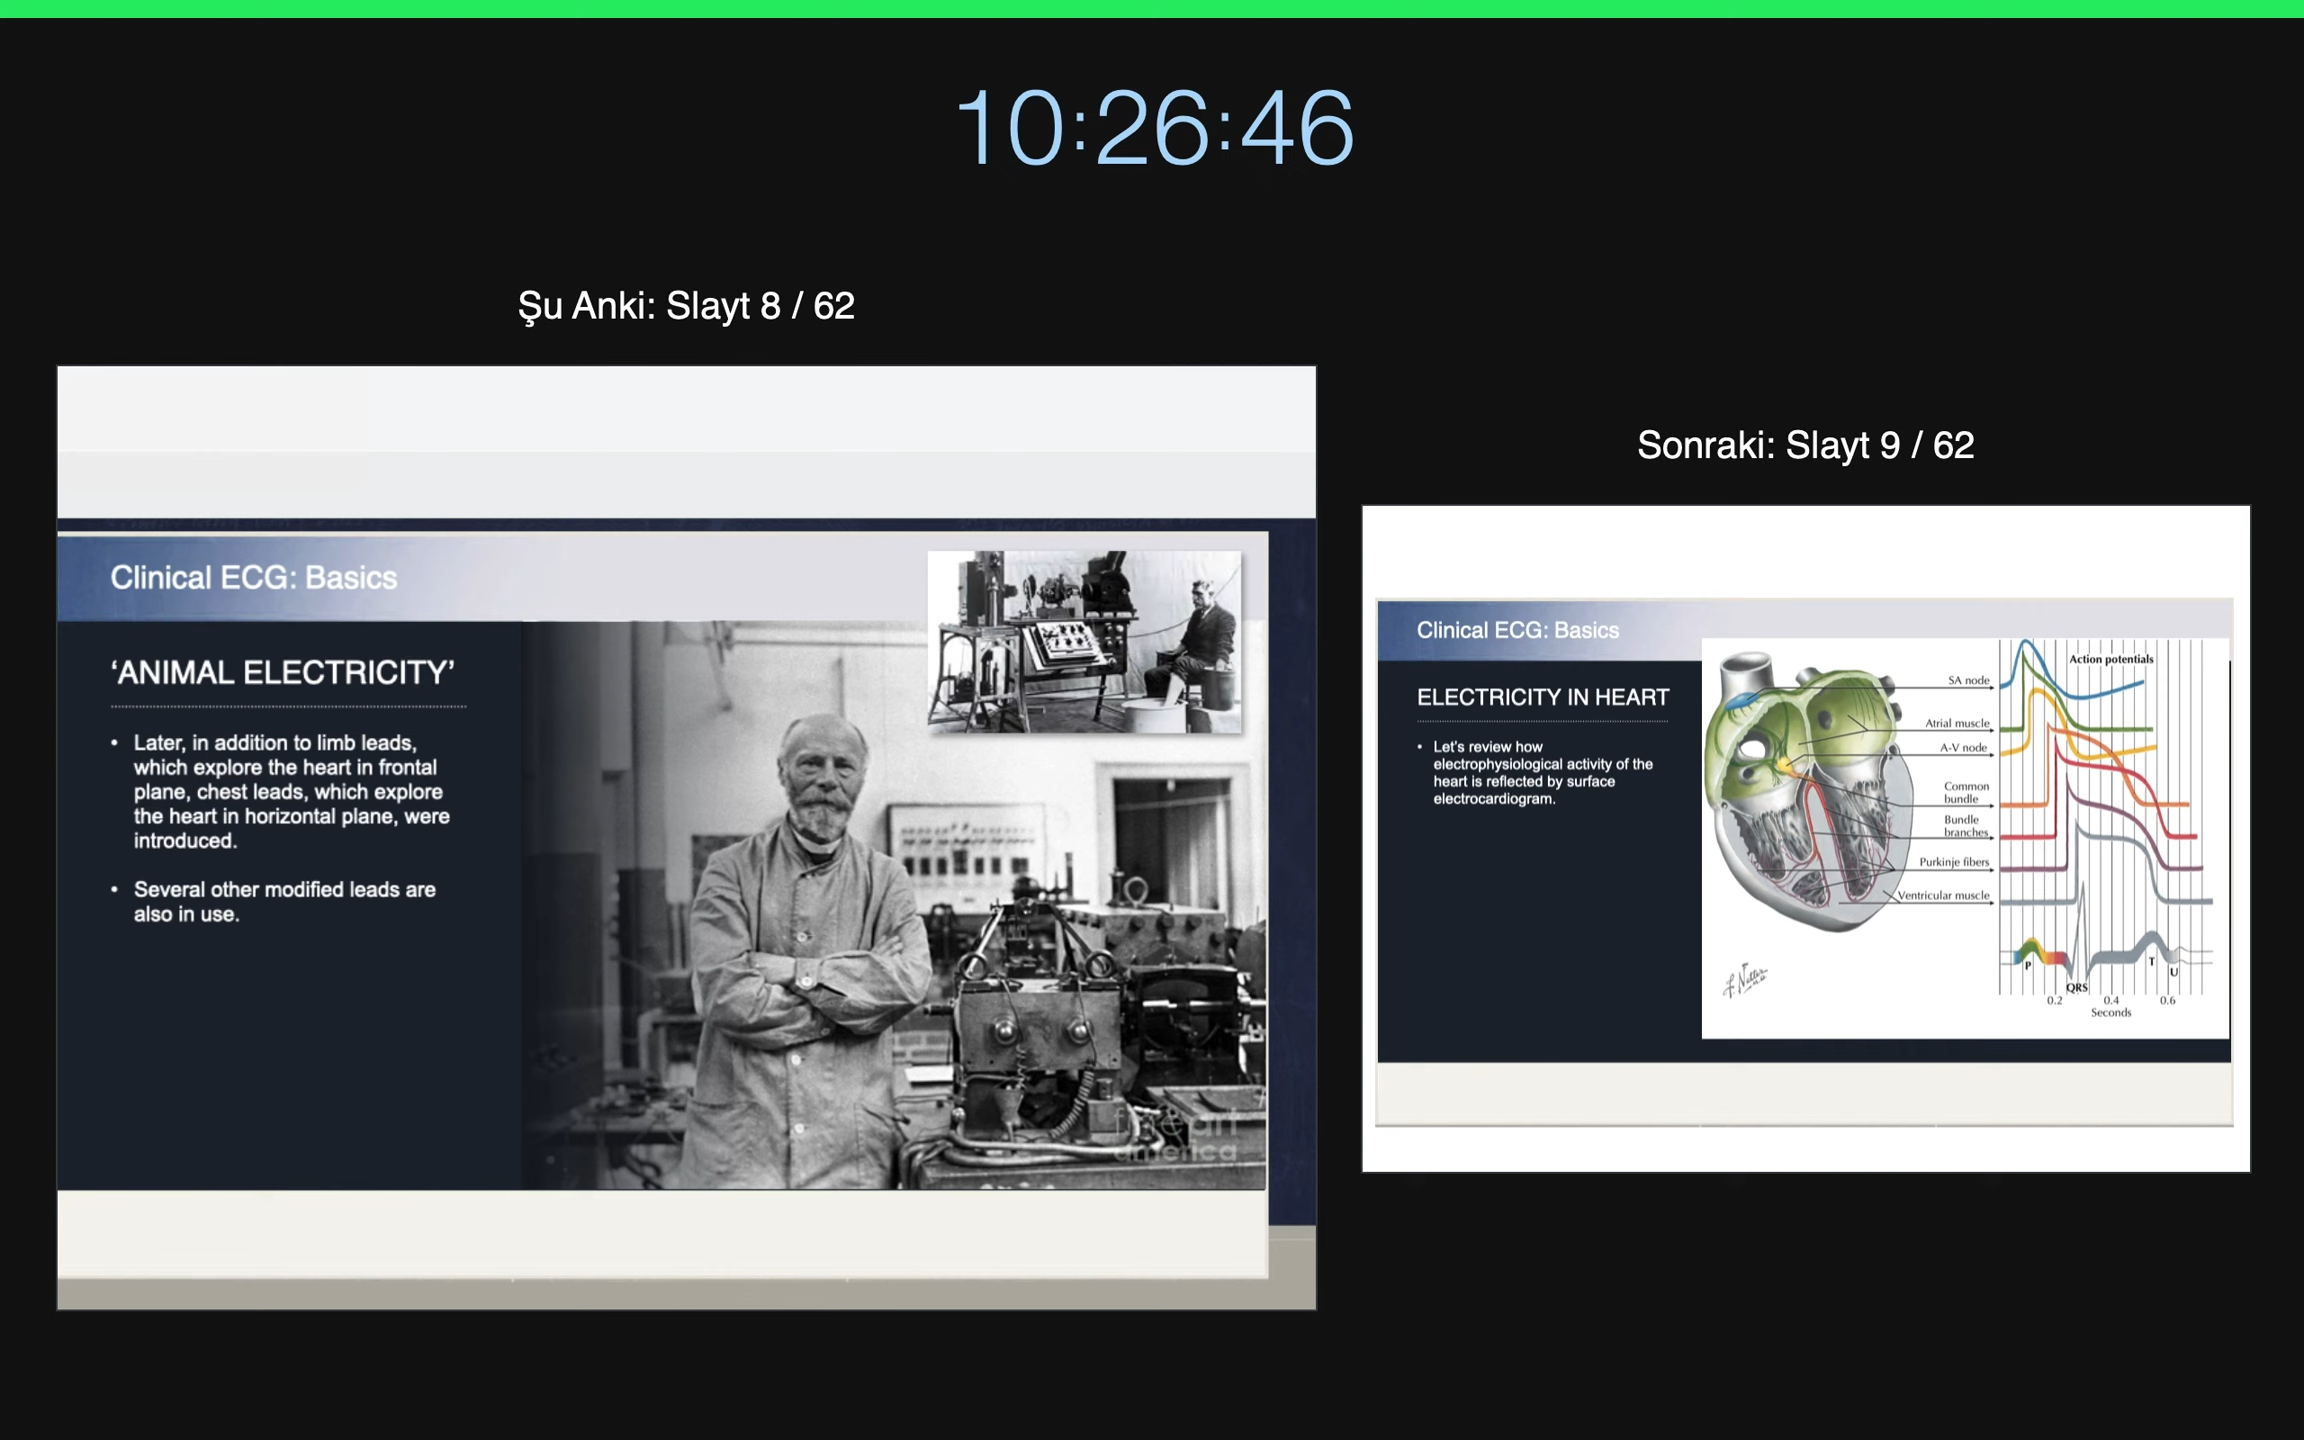 10:26:46
Şu Anki: Slayt 8 / 62
Clinical ECG: Basics
‘ANIMAL ELECTRICITY’
• Later, in addition to limb leads,
which explore the heart in frontal
plane, chest leads, which explore
the heart in horizontal plane, were
introduced.
• Several other modified leads are
also in use.
fine art
america
Sonraki: Slayt 9 / 62
Clinical ECG: Basics
ELECTRICITY IN HEART
• Let's review how
electrophysiological activity of the
heart is reflected by surface
electrocardiogram.
Action potentials
SA node
Atrial muscle
A-V node
Common
bundle
Bundle
branches
Purkinje fibers
Ventricular muscle
P
T
U
QRS
0.2 0.4 0.6
Seconds
F. Netter